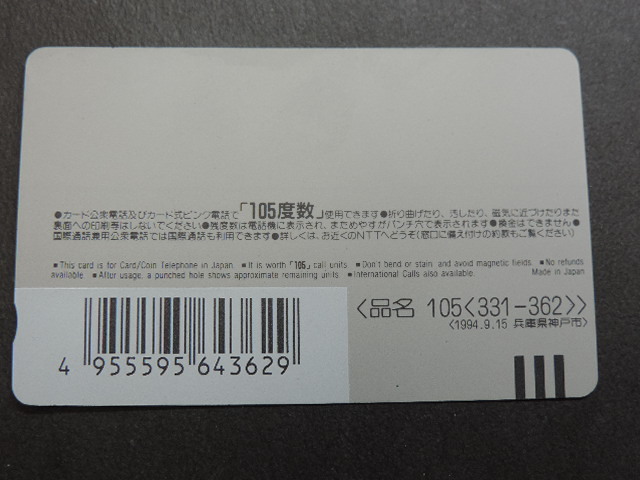 ●カード公衆電話及びカード式ピンク電話で「105度数」使用できます●折り曲げたり、汚したり、磁気に近づけたりまた
裏面への印刷等はしないでください●残度数は電話機に表示され、まためやすがパンチ穴で表示されます●換金はできません●
国際通話兼用公衆電話では国際通話も利用できます●詳しくは、お近くのNTTへどうぞ(窓口に備え付けの約款もご覧ください)
■ This card is for Card/Coin Telephone in Japan. ■ It is worth「105」call units ■ Don't bend or stain, and avoid magnetic fields. ■ No refunds
available ■ After usage, a punched hole shows approximate remaining units ■ International Calls also available. Made in Japan
〈品名 105〈331-362〉〉
〈1994.9.15 兵庫県神戸市〉
4 955595 643629